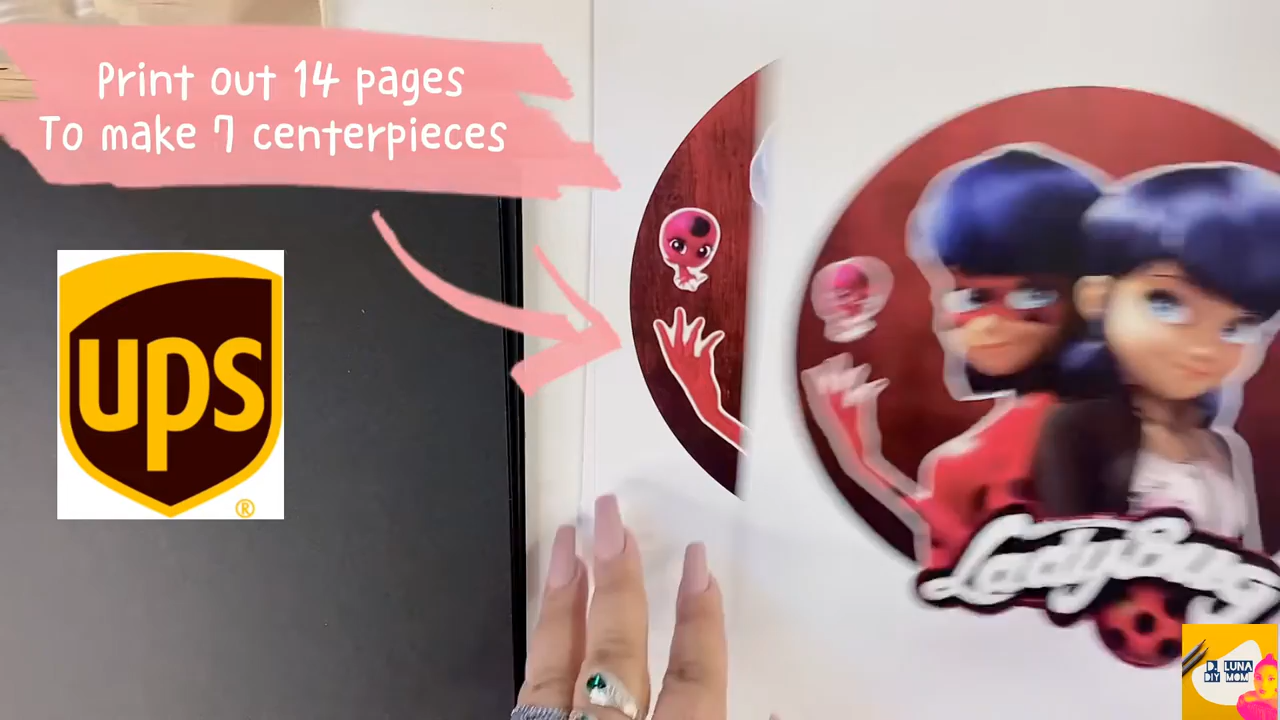 Print out 14 pages
To make 7 centerpieces
ups
®
LadyBug
D. LUNA
DIY MOM